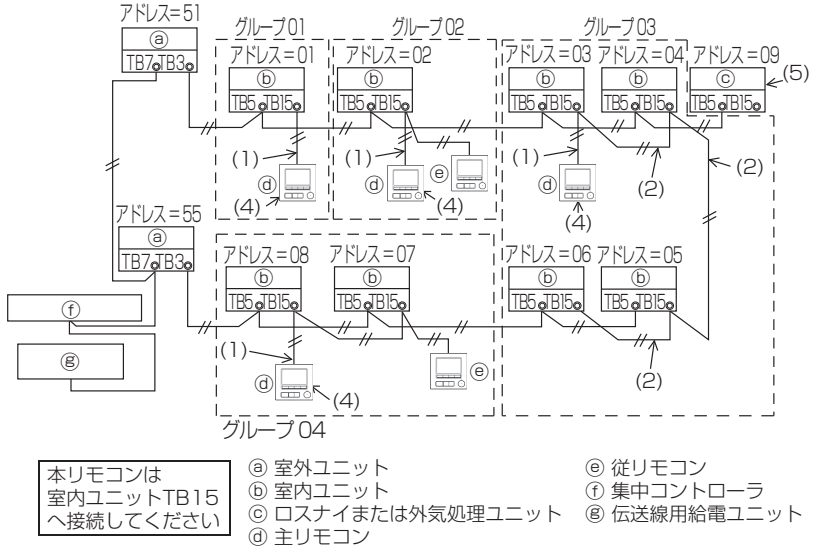 アドレス=51
ⓐ
TB7 TB3
グループ01
アドレス=01
ⓑ
TB5 TB15
(1)
ⓓ
(4)
グループ02
アドレス=02
ⓑ
TB5 TB15
(1)
ⓓ
(4)
ⓔ
グループ03
アドレス=03
ⓑ
TB5 TB15
(1)
ⓓ
(4)
アドレス=04
ⓑ
TB5 TB15
(2)
アドレス=09
ⓒ
TB5 TB15
(5)
(2)
アドレス=55
ⓐ
TB7 TB3
アドレス=08
ⓑ
TB5 TB15
(1)
ⓓ
(4)
アドレス=07
ⓑ
TB5 TB15
ⓔ
グループ04
アドレス=06
ⓑ
TB5 TB15
アドレス=05
ⓑ
TB5 TB15
(2)
ⓕ
ⓖ
本リモコンは
室内ユニットTB15
へ接続してください
ⓐ 室外ユニット
ⓑ 室内ユニット
ⓒ ロスナイまたは外気処理ユニット
ⓓ 主リモコン
ⓔ 従リモコン
ⓕ 集中コントローラ
ⓖ 伝送線用給電ユニット